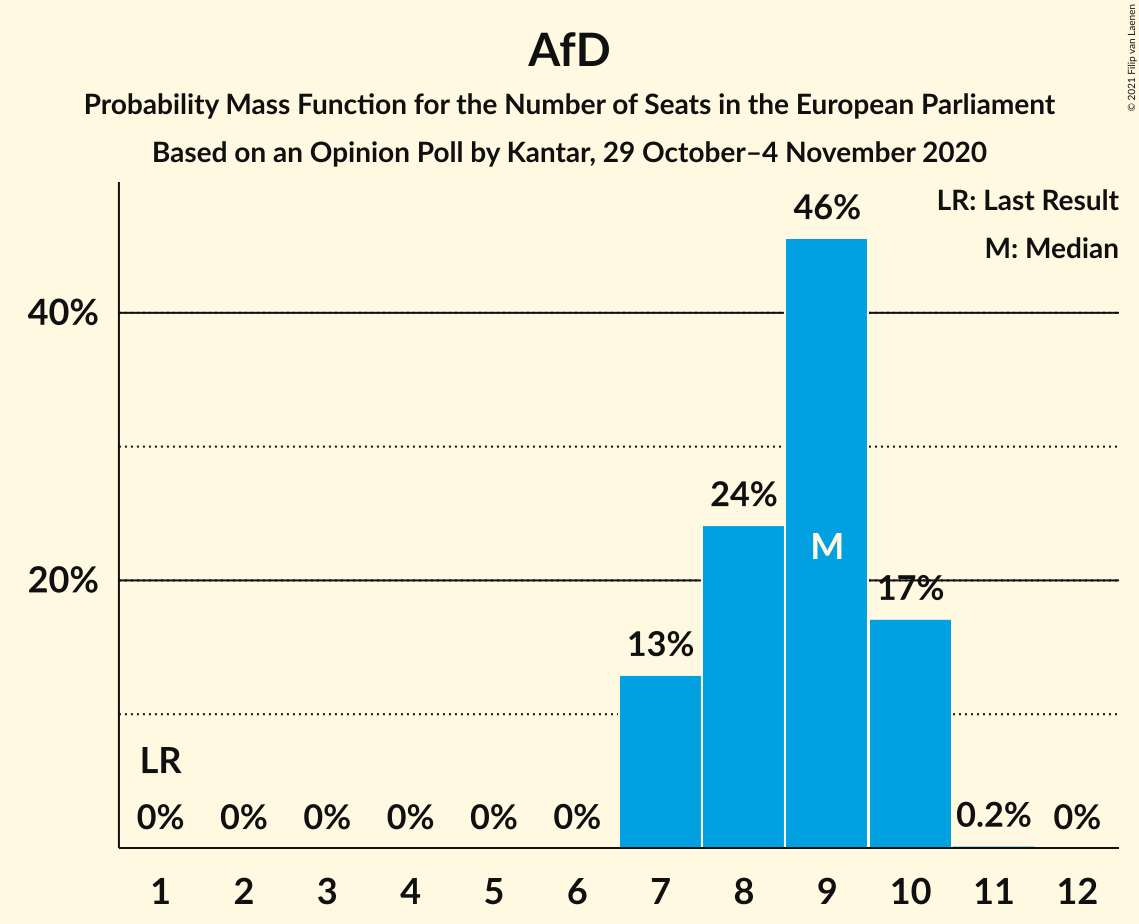 AfD
Probability Mass Function for the Number of Seats in the European Parliament
Based on an Opinion Poll by Kantar, 29 October–4 November 2020
© 2021 Filip van Laenen
LR: Last Result
M: Median
46%
40%
24%
M
20%
17%
13%
LR
0% 0% 0% 0% 0% 0% 0.2% 0%
1 2 3 4 5 6 7 8 9 10 11 12